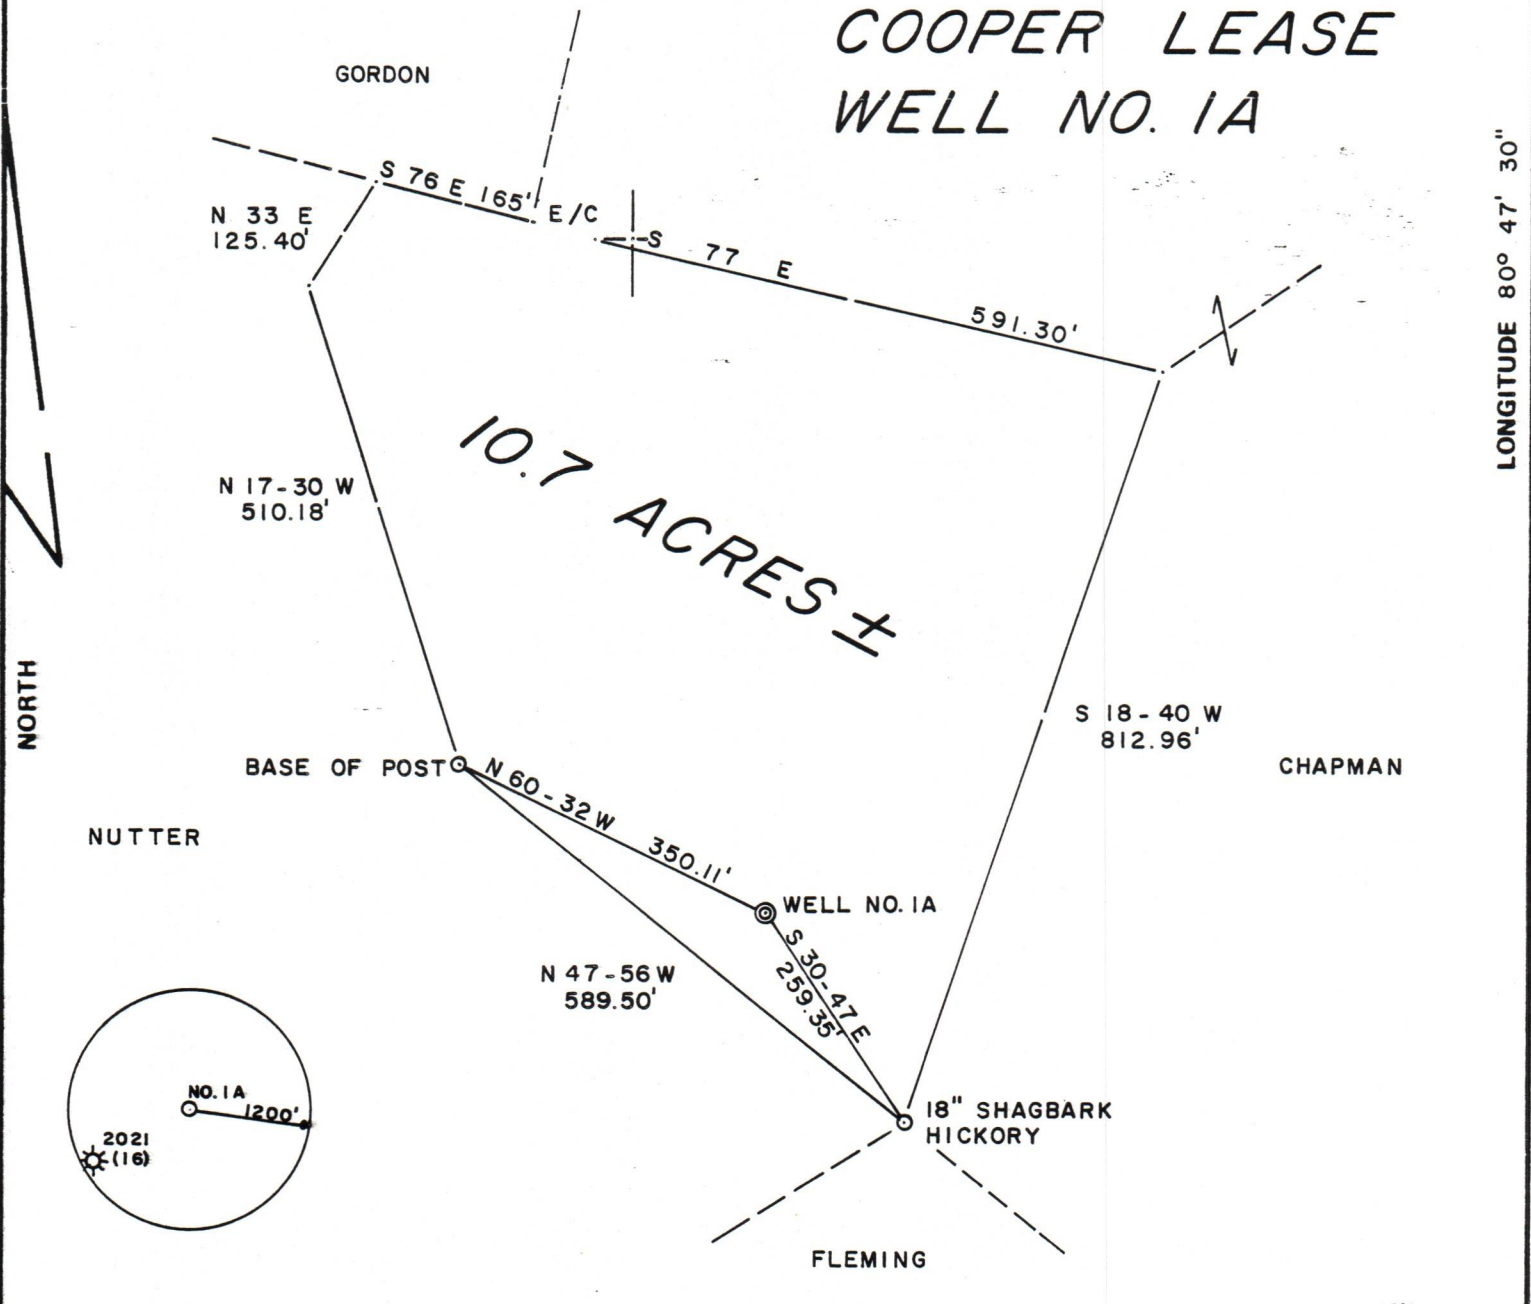 COOPER LEASE
WELL NO. 1A
GORDON
S 76 E 165'
E/C
N 33 E
125.40'
S 77 E
591.30'
LONGITUDE 80° 47' 30"
10.7 ACRES ±
N 17-30 W
510.18'
NORTH
S 18-40 W
812.96'
CHAPMAN
BASE OF POST
N 60-32 W 350.11'
NUTTER
WELL NO. 1A
S 30-47 E
259.35'
N 47-56 W
589.50'
NO. 1A
1200'
2021
(16)
18" SHAGBARK
HICKORY
FLEMING